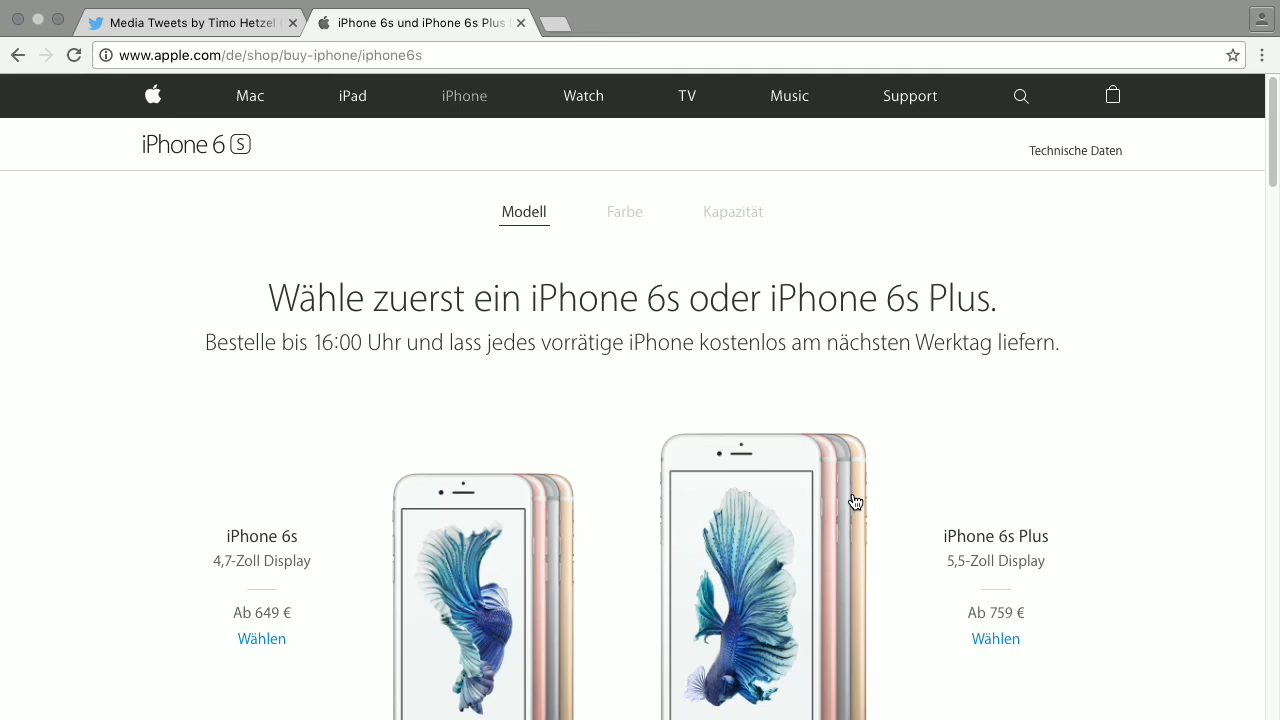 Media Tweets by Timo Hetzel
iPhone 6s und iPhone 6s Plus
www.apple.com/de/shop/buy-iphone/iphone6s
Mac iPad iPhone Watch TV Music Support
iPhone 6 S
Technische Daten
Modell Farbe Kapazität
Wähle zuerst ein iPhone 6s oder iPhone 6s Plus.
Bestelle bis 16:00 Uhr und lass jedes vorrätige iPhone kostenlos am nächsten Werktag liefern.
iPhone 6s
4,7-Zoll Display
Ab 649 €
Wählen
iPhone 6s Plus
5,5-Zoll Display
Ab 759 €
Wählen